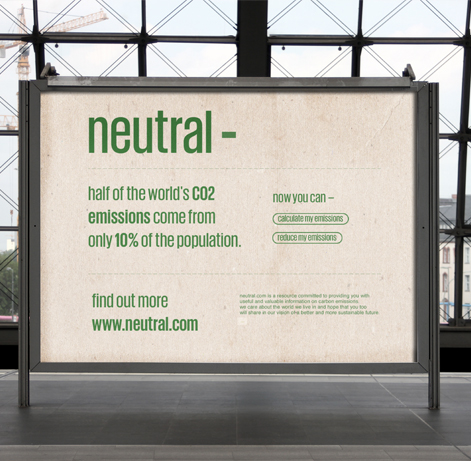 neutral -
half of the world's CO2
emissions come from
only 10% of the population.
now you can –
calculate my emissions
reduce my emissions
find out more
www.neutral.com
neutral.com is a resource committed to providing you with
useful and valuable information on carbon emissions.
we care about the world we live in and hope that you too
will share in our vision of a better and more sustainable future.